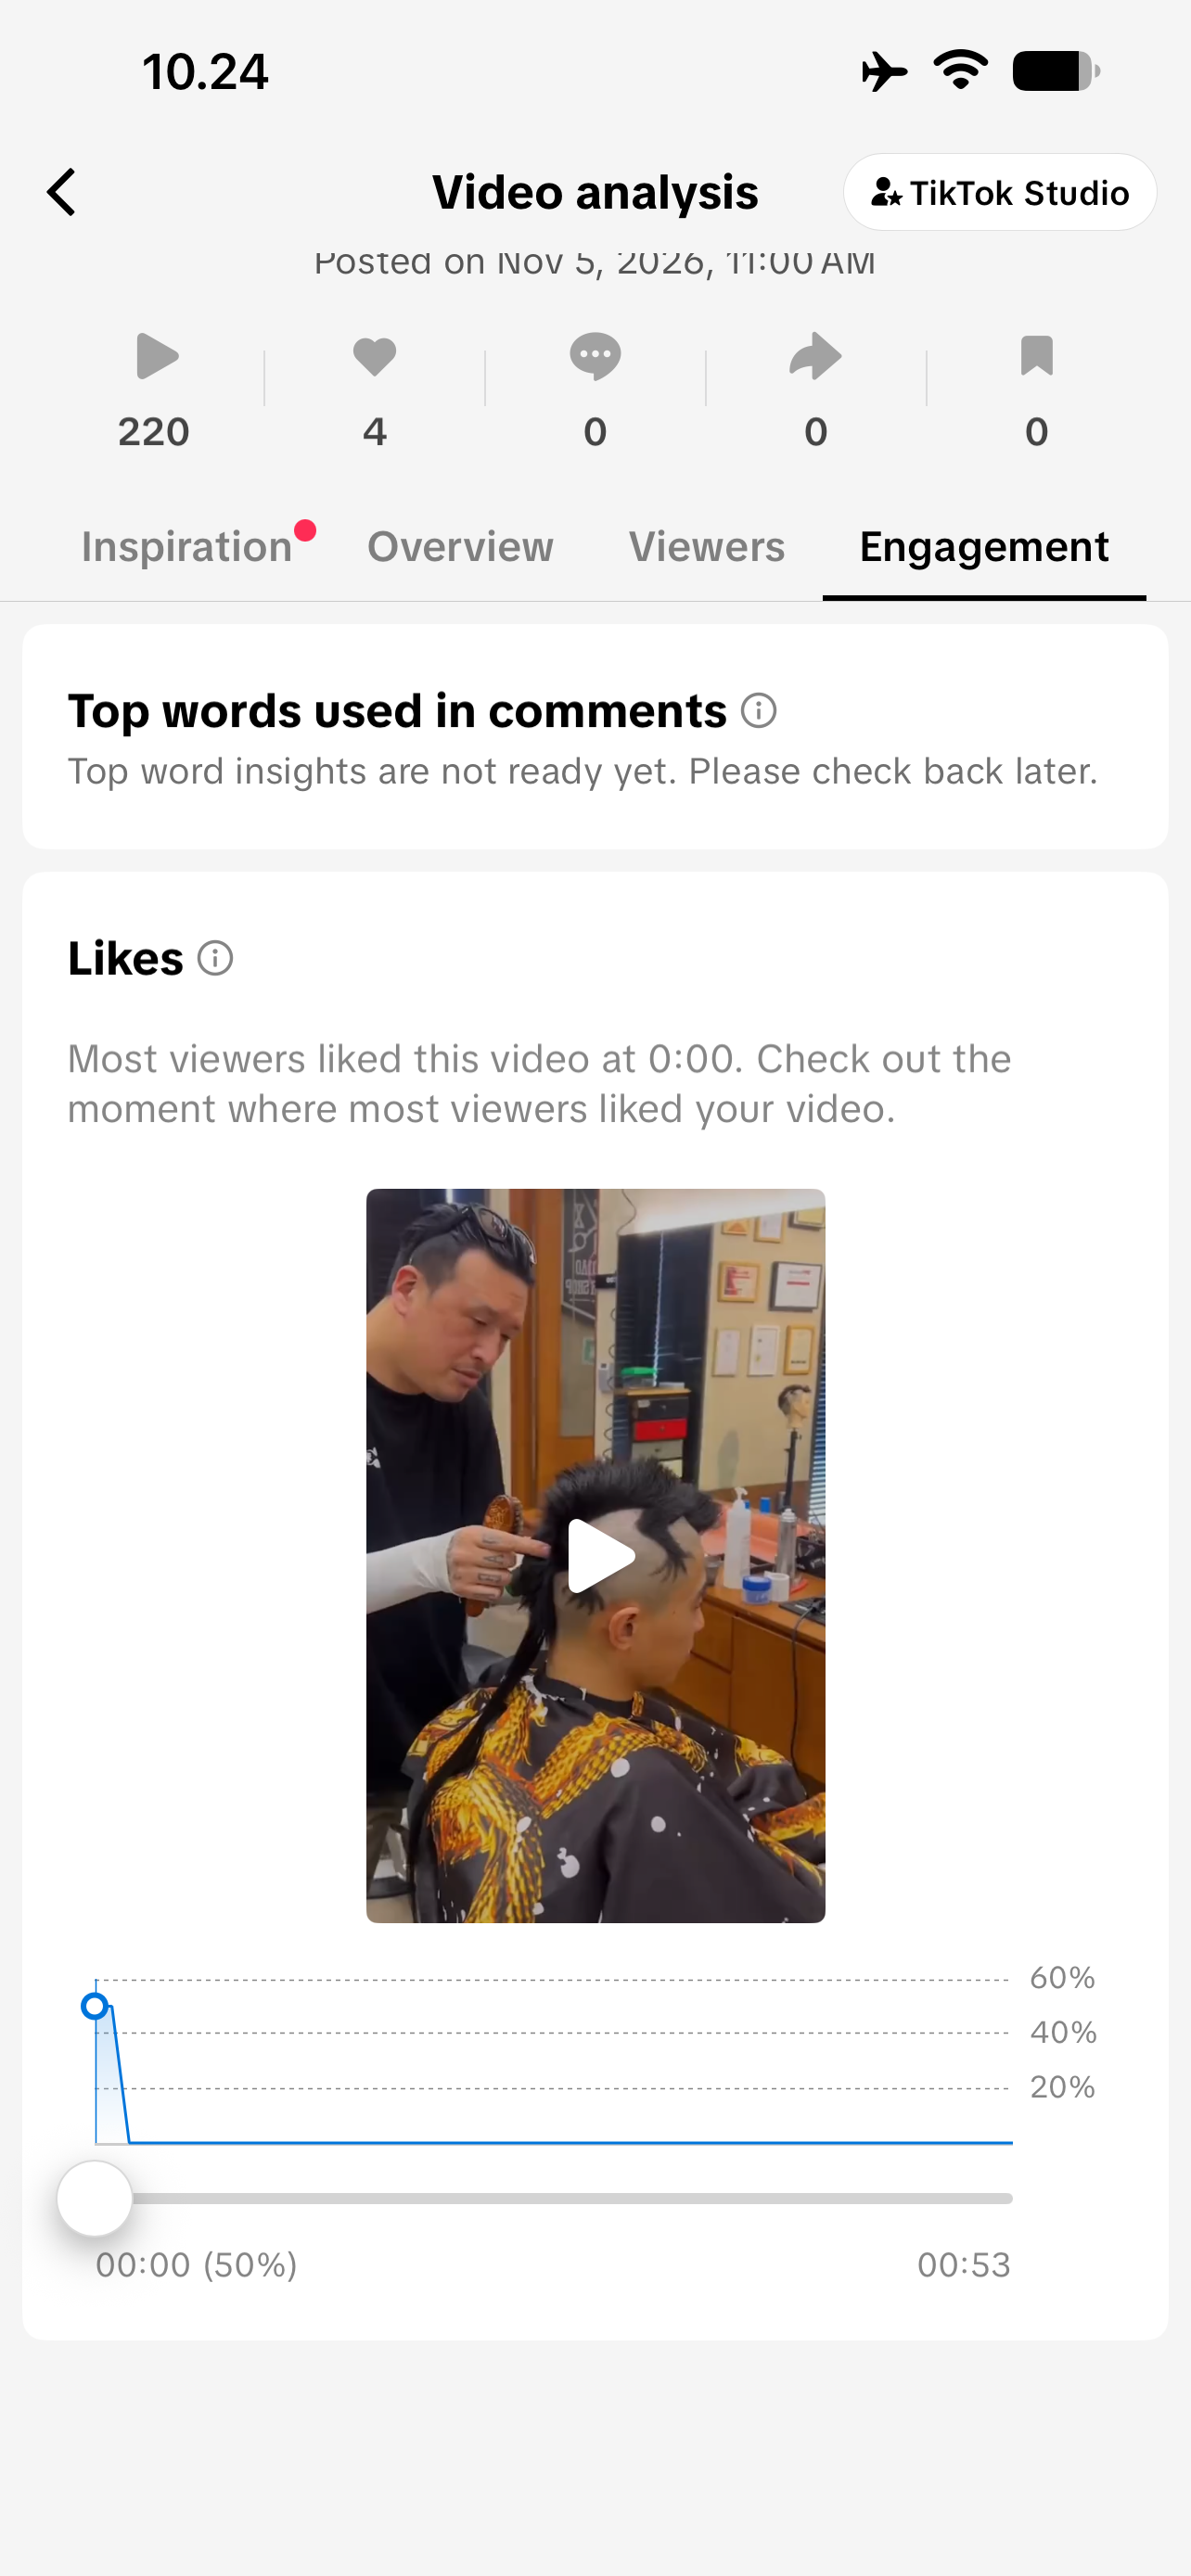 10.24
Video analysis
TikTok Studio
Posted on Nov 5, 2026, 11:00 AM
220
4
0
0
0
Inspiration
Overview
Viewers
Engagement
Top words used in comments
Top word insights are not ready yet. Please check back later.
Likes
Most viewers liked this video at 0:00. Check out the
moment where most viewers liked your video.
60%
40%
20%
00:00 (50%)
00:53